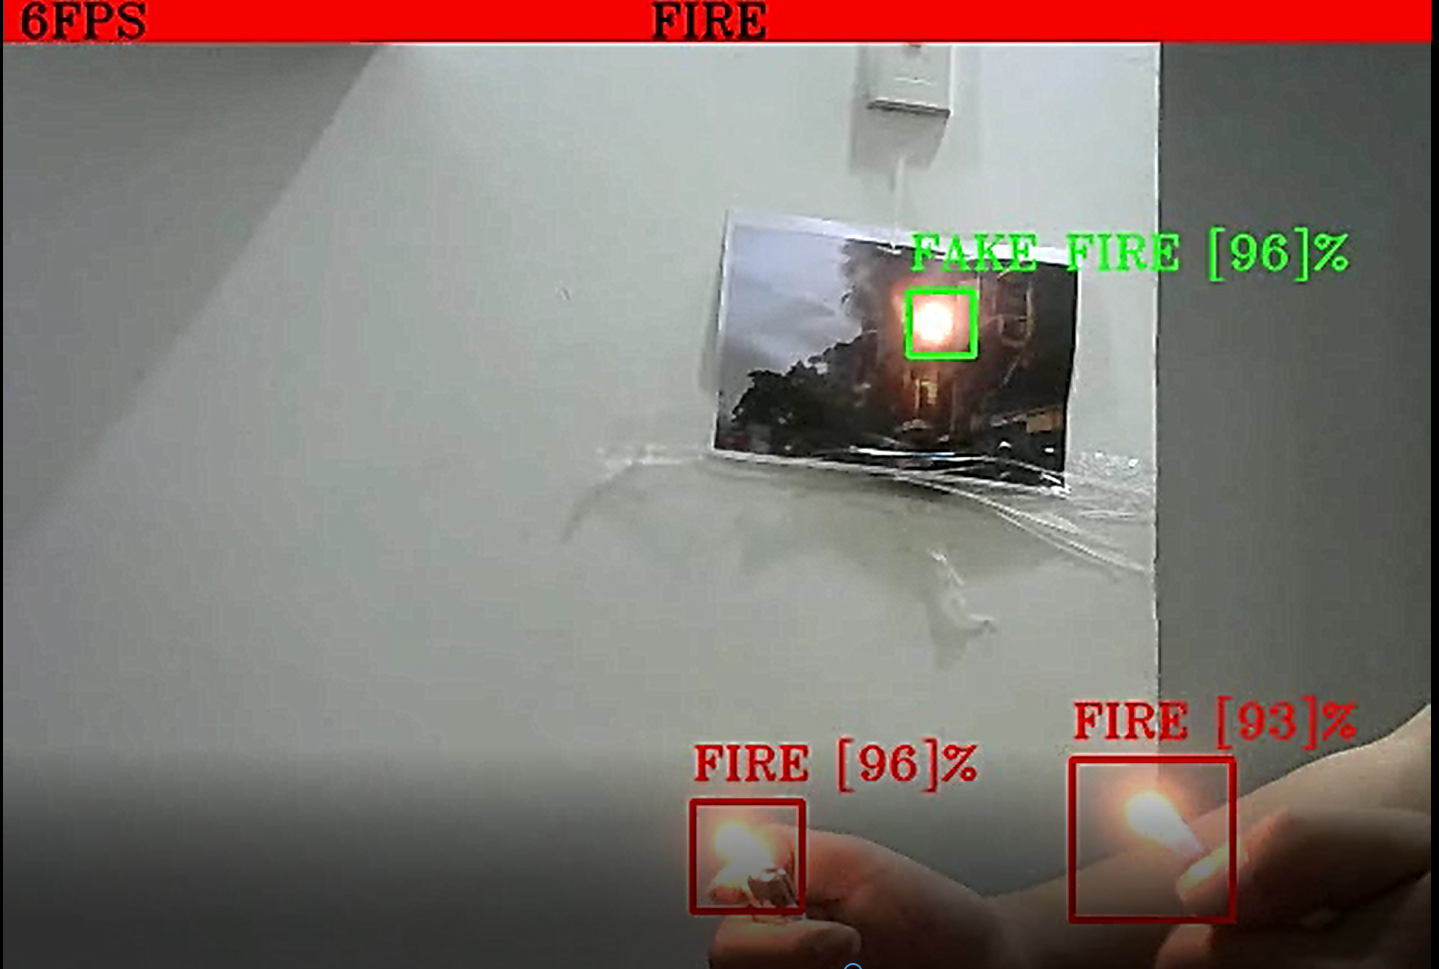 6FPS FIRE
FAKE FIRE [96]%
FIRE [93]%
FIRE [96]%